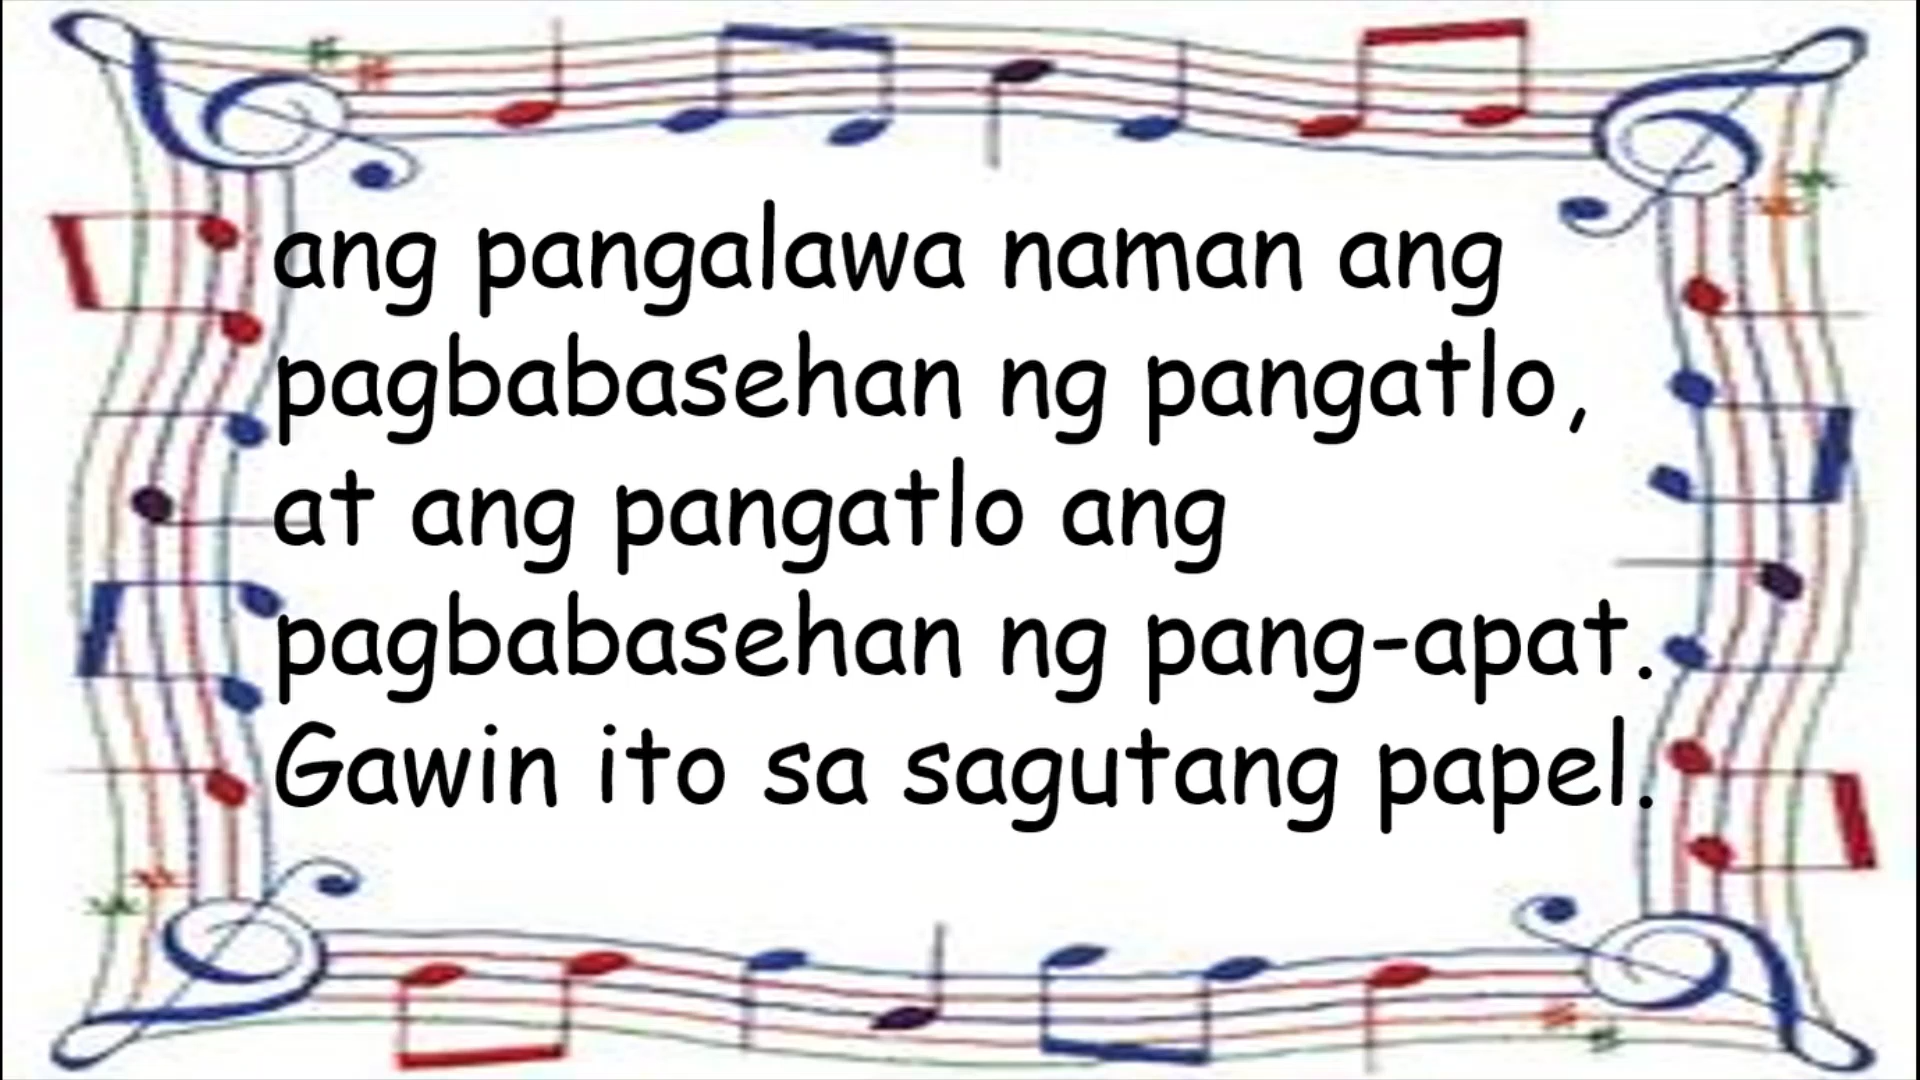 ang pangalawa naman ang
pagbabasehan ng pangatlo,
at ang pangatlo ang
pagbabasehan ng pang-apat.
Gawin ito sa sagutang papel.